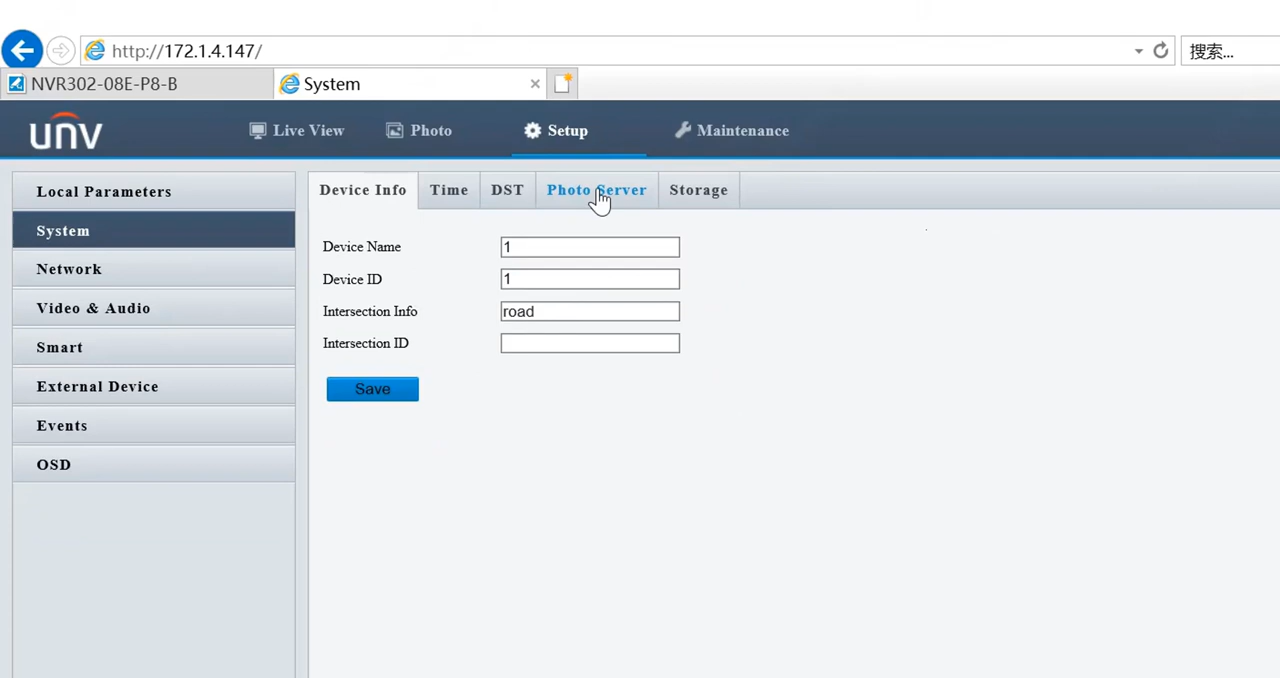 http://172.1.4.147/
搜索...
NVR302-08E-P8-B
System
unv
Live View
Photo
Setup
Maintenance
Local Parameters
System
Network
Video & Audio
Smart
External Device
Events
OSD
Device Info
Time
DST
Photo Server
Storage
Device Name 1
Device ID 1
Intersection Info road
Intersection ID
Save